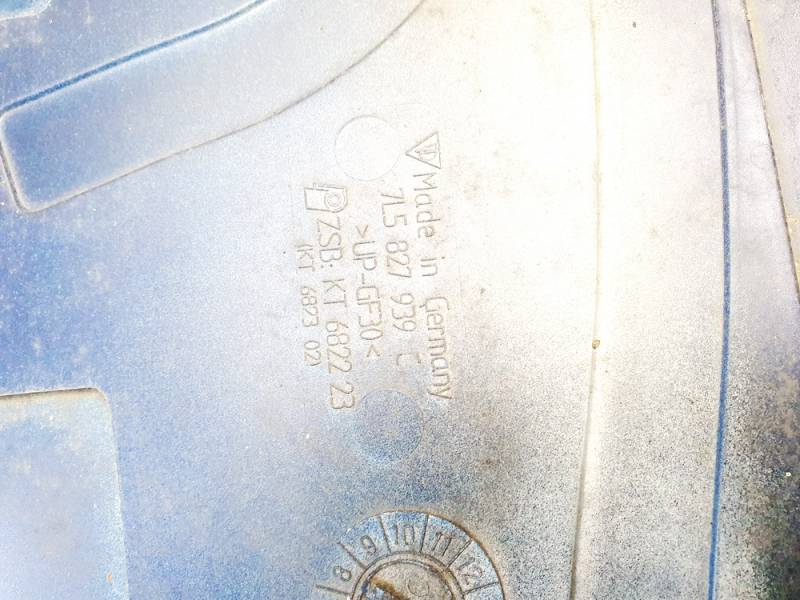 Made in Germany
7L5 827 939 C
>UP-GF30<
ZSB: KT 6822 23
(KT 6823 02)
8 9 10 11 12